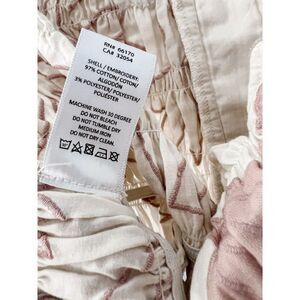 RN# 66170
CA# 32054
SHELL / EMBROIDERY:
97% COTTON/ COTON/
ALGODÓN
3% POLYESTER/ POLYESTER/
POLIÉSTER
MACHINE WASH 30 DEGREE
DO NOT BLEACH
DO NOT TUMBLE DRY
MEDIUM IRON
DO NOT DRY CLEAN